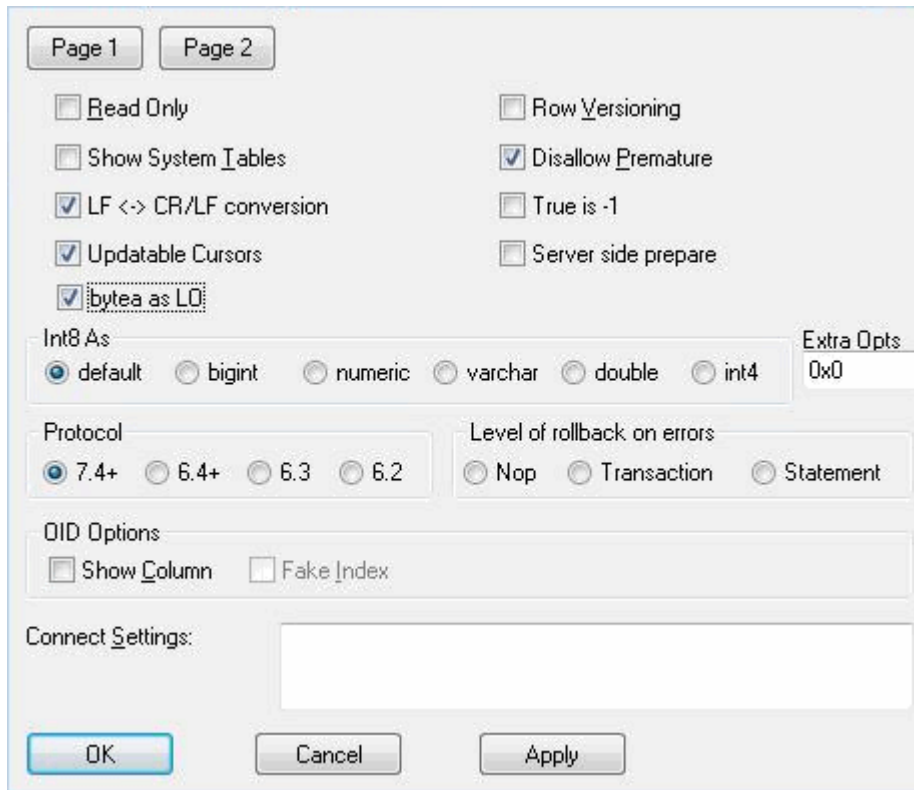 Page 1 Page 2
Read Only Row Versioning
Show System Tables Disallow Premature
LF <-> CR/LF conversion True is -1
Updatable Cursors Server side prepare
bytea as LO
Int8 As Extra Opts
default bigint numeric varchar double int4 0x0
Protocol Level of rollback on errors
7.4+ 6.4+ 6.3 6.2 Nop Transaction Statement
OID Options
Show Column Fake Index
Connect Settings:
OK Cancel Apply